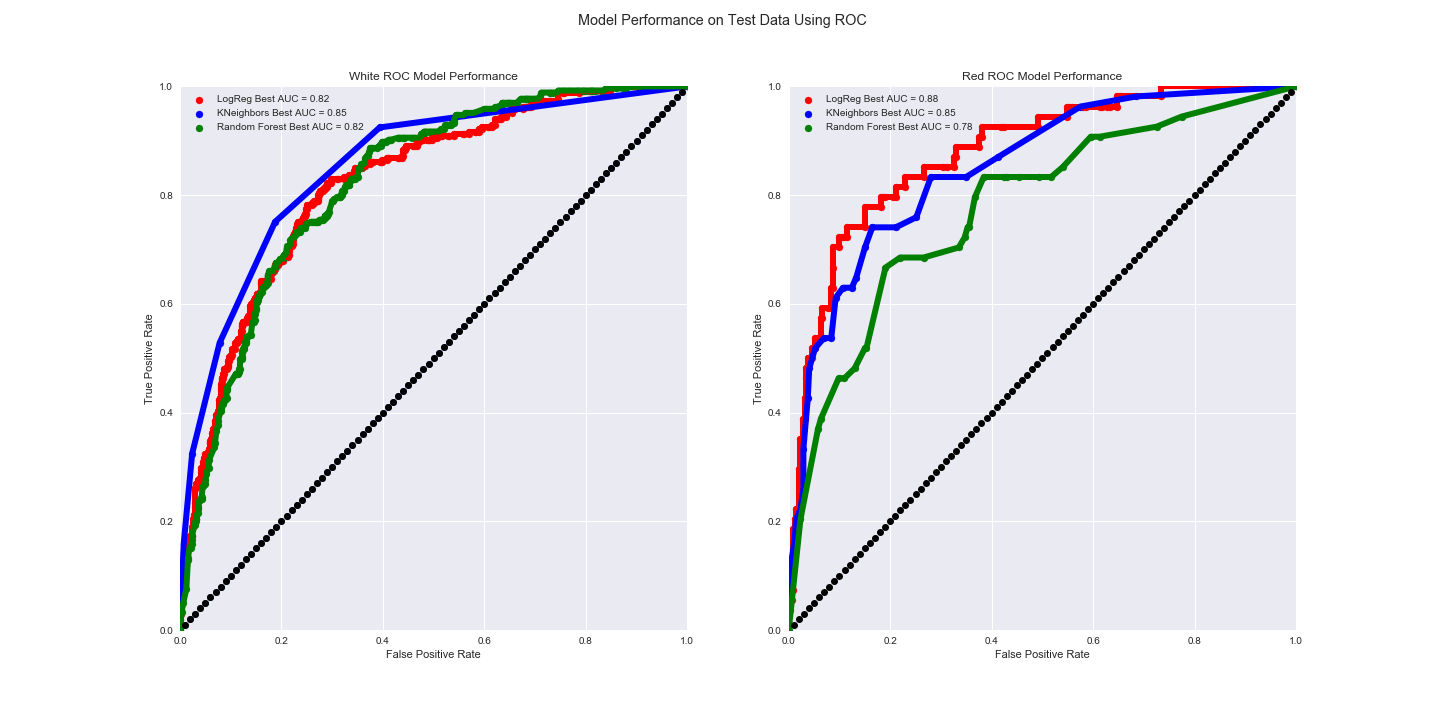 Model Performance on Test Data Using ROC
White ROC Model Performance
LogReg Best AUC = 0.82
KNeighbors Best AUC = 0.85
Random Forest Best AUC = 0.82
True Positive Rate
1.0
0.8
0.6
0.4
0.2
0.0
0.0 0.2 0.4 0.6 0.8 1.0
False Positive Rate
Red ROC Model Performance
LogReg Best AUC = 0.88
KNeighbors Best AUC = 0.85
Random Forest Best AUC = 0.78
True Positive Rate
1.0
0.8
0.6
0.4
0.2
0.0
0.0 0.2 0.4 0.6 0.8 1.0
False Positive Rate